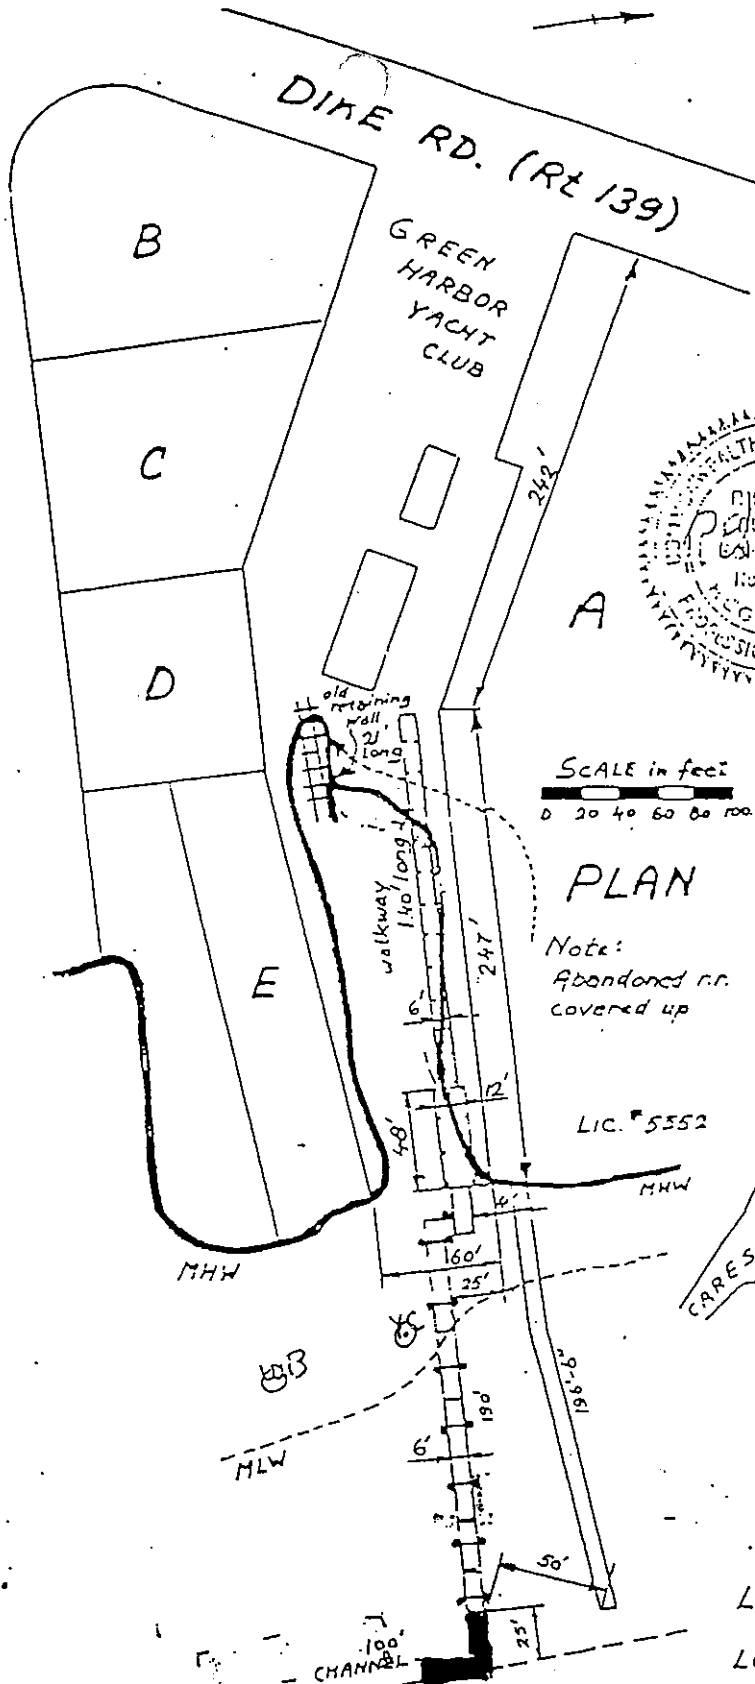 DIKE RD. (Rt 139)
GREEN
HARBOR
YACHT
CLUB
B
C
D
E
A
242'
old
retaining
wall
21'
long
SCALE in feet
0 20 40 60 80 100
PLAN
Note:
Abandoned r.r.
covered up
LIC. # 5552
walkway
140' long
247'
6'
12'
48'
4'
MHW
MHW
60'
25'
CARES
B
MLW
190'
196'-6"
6'
50'
25'
100'
CHANNEL